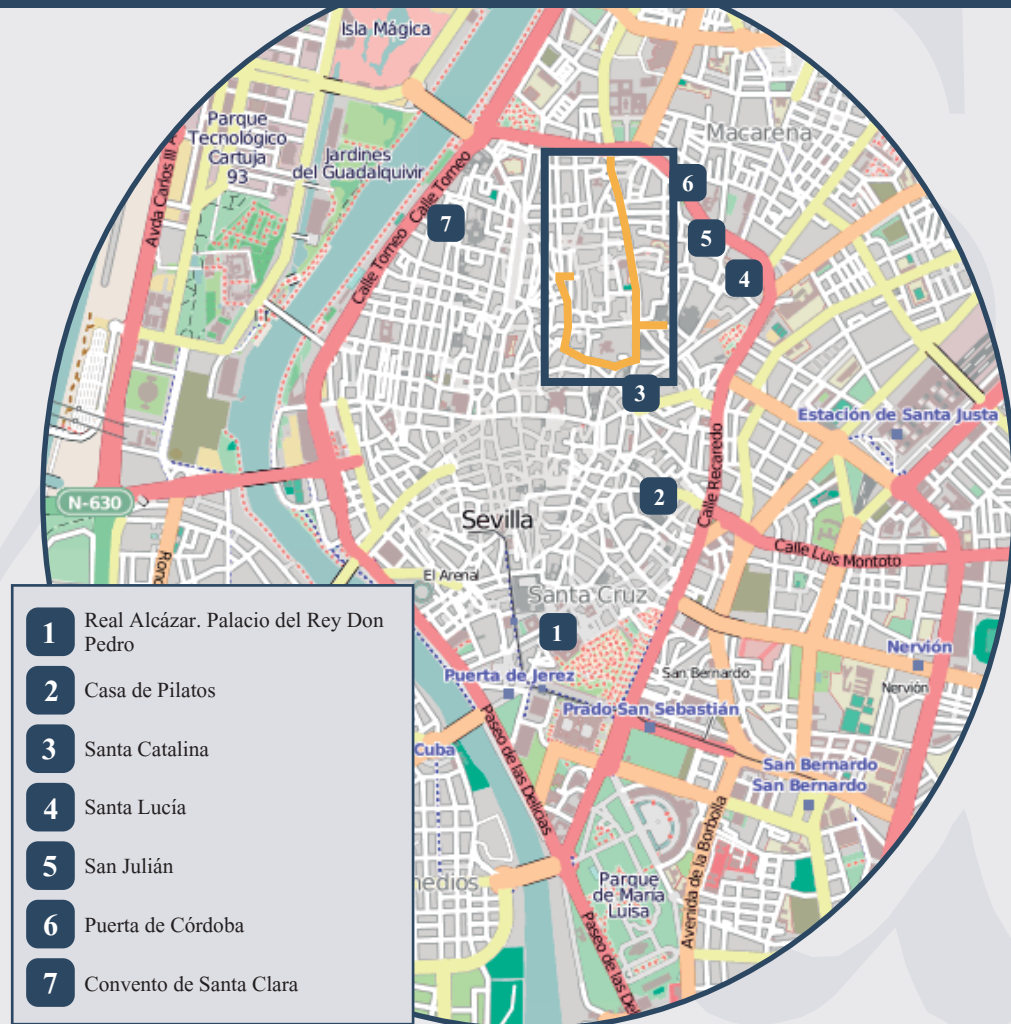 Isla Mágica
Parque
Tecnológico
Cartuja
93
Jardines
del Guadalquivir
Macarena
Avda Carlos III
Calle Torneo
Calle Torneo
6
7
5
4
3
Estación de Santa Justa
2
Calle Recaredo
N-630
Sevilla
Calle Luis Montoto
El Arenal
Santa Cruz
1
Nervión
San Bernardo
Nervión
Puerta de Jerez
Prado San Sebastián
Cuba
Paseo de las Delicias
San Bernardo
San Bernardo
Avenida de la Borbolla
Parque
de María
Luisa
Paseo de las Del
1 Real Alcázar. Palacio del Rey Don
Pedro
2 Casa de Pilatos
3 Santa Catalina
4 Santa Lucía
5 San Julián
6 Puerta de Córdoba
7 Convento de Santa Clara